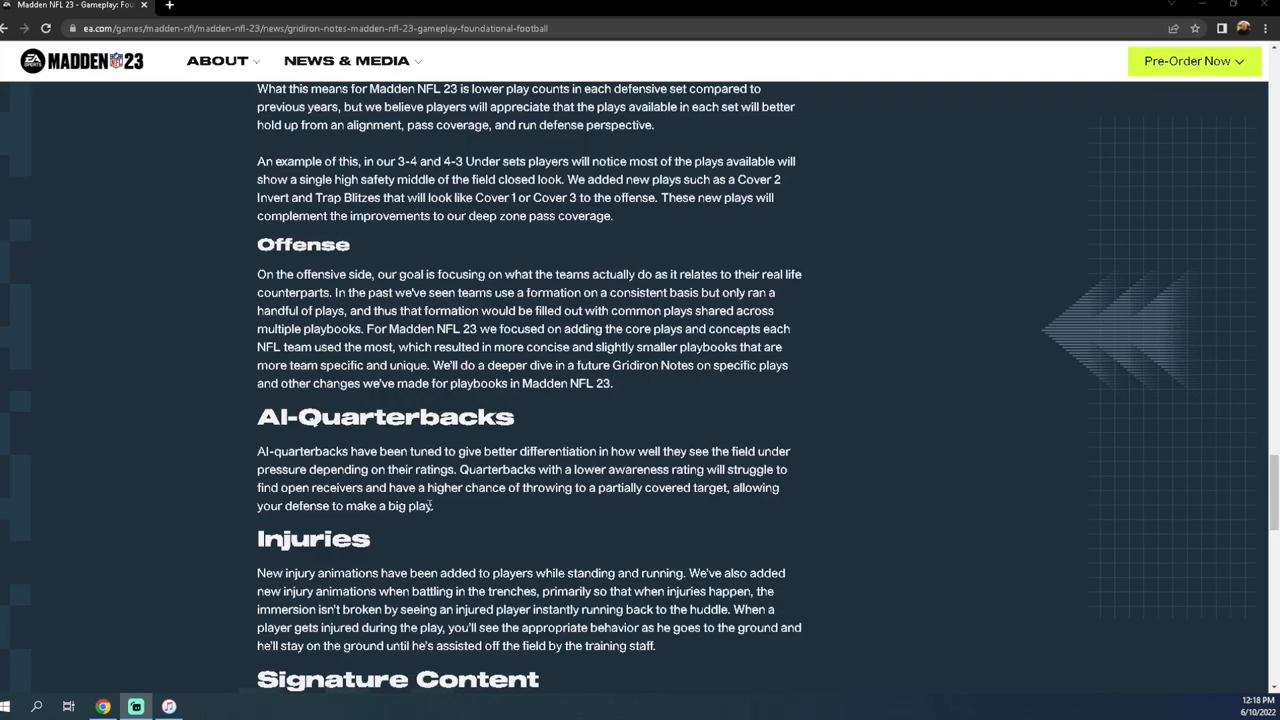 Madden NFL 23 - Gameplay: Fou
ea.com/games/madden-nfl/madden-nfl-23/news/gridiron-notes-madden-nfl-23-gameplay-foundational-football
EA SPORTS MADDEN NFL 23 ABOUT NEWS & MEDIA Pre-Order Now
What this means for Madden NFL 23 is lower play counts in each defensive set compared to
previous years, but we believe players will appreciate that the plays available in each set will better
hold up from an alignment, pass coverage, and run defense perspective.
An example of this, in our 3-4 and 4-3 Under sets players will notice most of the plays available will
show a single high safety middle of the field closed look. We added new plays such as a Cover 2
Invert and Trap Blitzes that will look like Cover 1 or Cover 3 to the offense. These new plays will
complement the improvements to our deep zone pass coverage.
Offense
On the offensive side, our goal is focusing on what the teams actually do as it relates to their real life
counterparts. In the past we've seen teams use a formation on a consistent basis but only ran a
handful of plays, and thus that formation would be filled out with common plays shared across
multiple playbooks. For Madden NFL 23 we focused on adding the core plays and concepts each
NFL team used the most, which resulted in more concise and slightly smaller playbooks that are
more team specific and unique. We'll have a deeper dive in a future Gridiron Notes on specific plays
and other changes we've made for playbooks in Madden NFL 23.
AI-Quarterbacks
AI-quarterbacks have been tuned to give better differentiation in how well they see the field under
pressure depending on their ratings. Quarterbacks with a lower awareness rating will struggle to
find open receivers and have a higher chance of throwing to a partially covered target, allowing
your defense to make a big play.
Injuries
New injury animations have been added to players while standing and running. We've also added
new injury animations when battling in the trenches, primarily so that when injuries happen, the
immersion isn't broken by seeing an injured player instantly running back to the huddle. When a
player gets injured during the play, you'll see the appropriate behavior as he goes to the ground and
he'll stay on the ground until he's assisted off the field by the training staff.
Signature Content
12:18 PM
6/10/2022